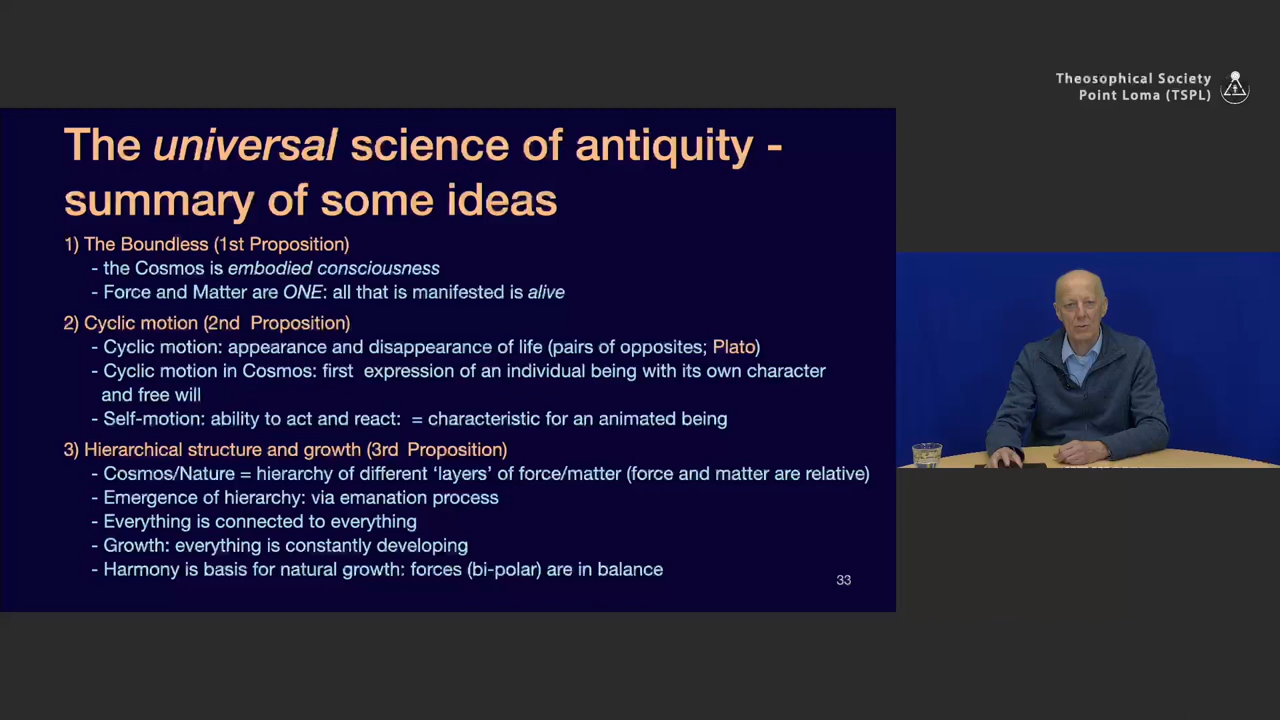 Theosophical Society
Point Loma (TSPL)
The universal science of antiquity -
summary of some ideas
1) The Boundless (1st Proposition)
- the Cosmos is embodied consciousness
- Force and Matter are ONE: all that is manifested is alive
2) Cyclic motion (2nd  Proposition)
- Cyclic motion: appearance and disappearance of life (pairs of opposites; Plato)
- Cyclic motion in Cosmos: first  expression of an individual being with its own character
and free will
- Self-motion: ability to act and react:  = characteristic for an animated being
3) Hierarchical structure and growth (3rd  Proposition)
- Cosmos/Nature = hierarchy of different ‘layers’ of force/matter (force and matter are relative)
- Emergence of hierarchy: via emanation process
- Everything is connected to everything
- Growth: everything is constantly developing
- Harmony is basis for natural growth: forces (bi-polar) are in balance
33